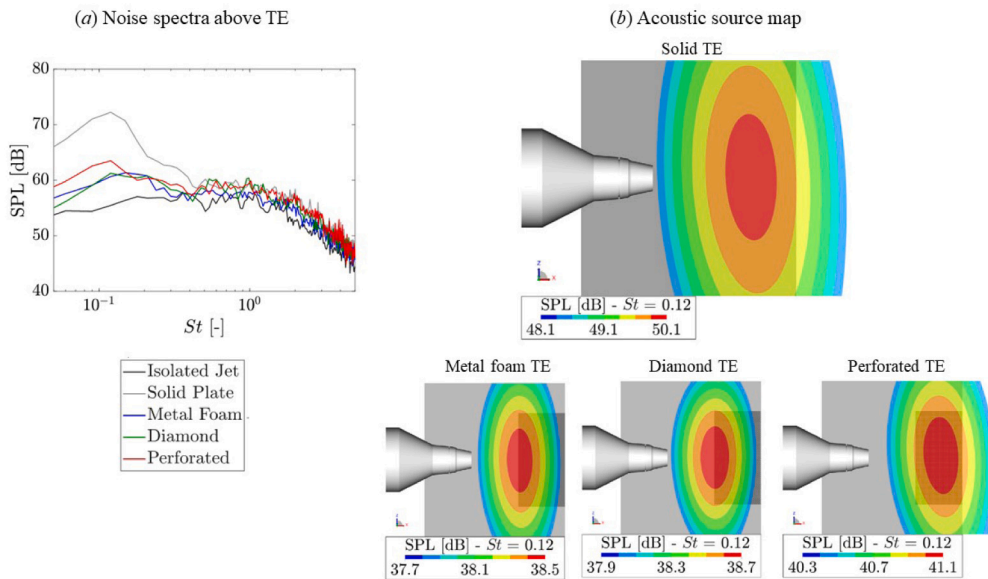 (a) Noise spectra above TE
80
70
60
50
40
SPL [dB]
10⁻¹
10⁰
St [-]
Isolated Jet
Solid Plate
Metal Foam
Diamond
Perforated
(b) Acoustic source map
Solid TE
SPL [dB] - St = 0.12
48.1 49.1 50.1
Metal foam TE
SPL [dB] - St = 0.12
37.7 38.1 38.5
Diamond TE
SPL [dB] - St = 0.12
37.9 38.3 38.7
Perforated TE
SPL [dB] - St = 0.12
40.3 40.7 41.1